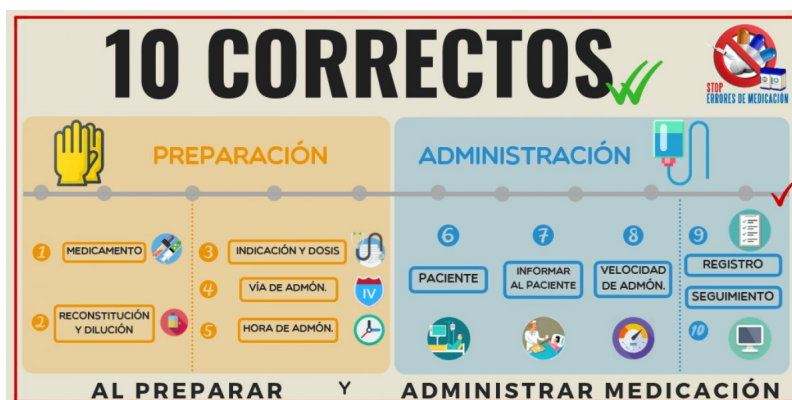 10 CORRECTOS
STOP
ERRORES DE MEDICACIÓN
PREPARACIÓN
1 MEDICAMENTO
2 RECONSTITUCIÓN
Y DILUCIÓN
3 INDICACIÓN Y DOSIS
4 VÍA DE ADMÓN.
IV
5 HORA DE ADMÓN.
ADMINISTRACIÓN
6
PACIENTE
7
INFORMAR
AL PACIENTE
8
VELOCIDAD
DE ADMÓN.
9
REGISTRO
SEGUIMIENTO
10
AL PREPARAR Y ADMINISTRAR MEDICACIÓN